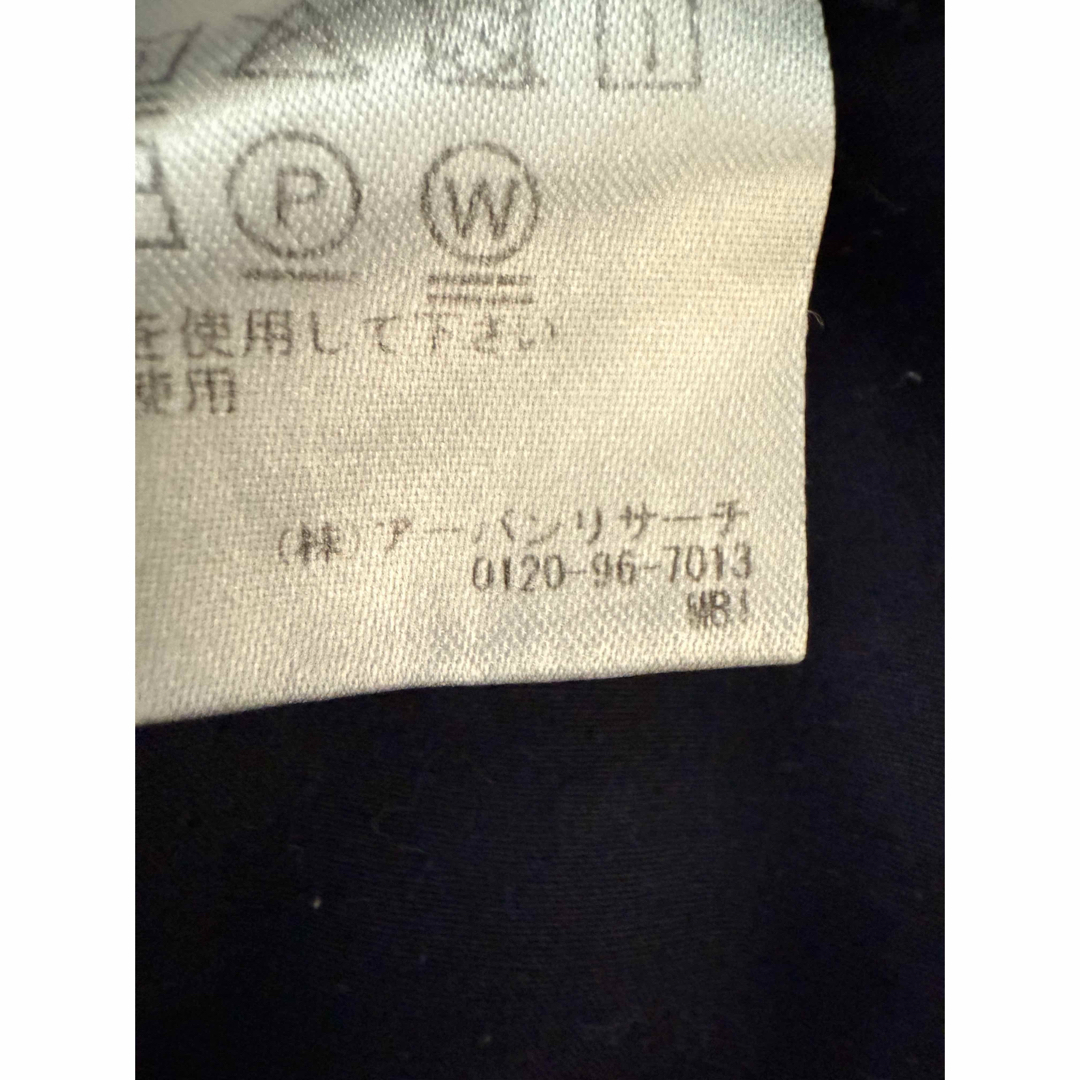 P W
を使用して下さい
使用
(株)アーバンリサーチ
0120-96-7013
WB1